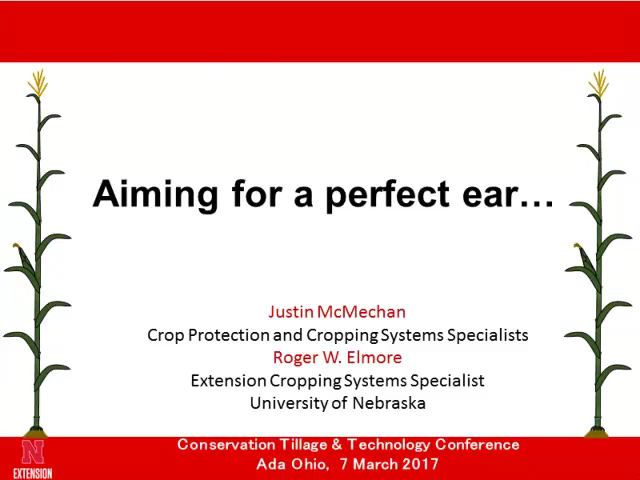 Aiming for a perfect ear…
Justin McMechan
Crop Protection and Cropping Systems Specialists
Roger W. Elmore
Extension Cropping Systems Specialist
University of Nebraska
Conservation Tillage & Technology Conference
Ada Ohio, 7 March 2017
N
EXTENSION